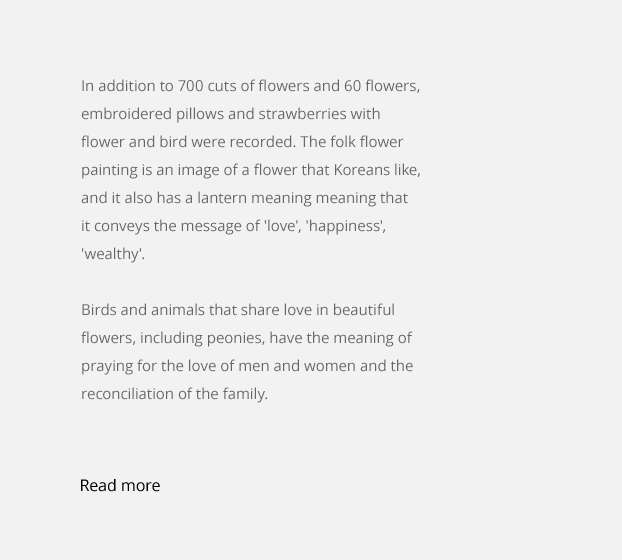 In addition to 700 cuts of flowers and 60 flowers,
embroidered pillows and strawberries with
flower and bird were recorded. The folk flower
painting is an image of a flower that Koreans like,
and it also has a lantern meaning meaning that
it conveys the message of 'love', 'happiness',
'wealthy'.
Birds and animals that share love in beautiful
flowers, including peonies, have the meaning of
praying for the love of men and women and the
reconciliation of the family.
Read more